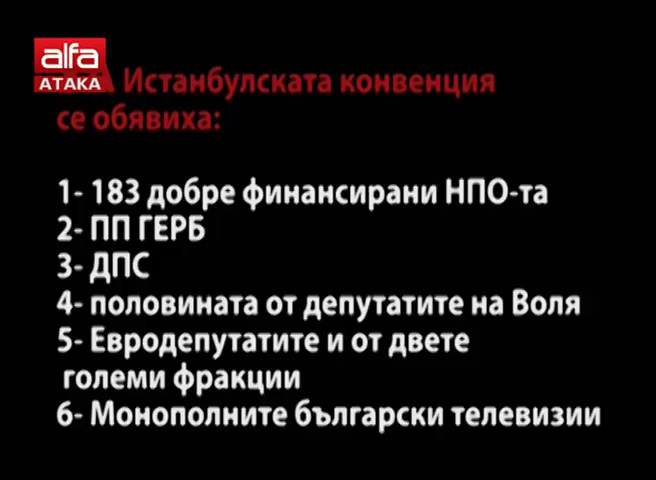 alfa
АТАКА
Истанбулската конвенция
се обявиха:
1- 183 добре финансирани НПО-та
2- ПП ГЕРБ
3- ДПС
4- половината от депутатите на Воля
5- Евродепутатите и от двете
големи фракции
6- Монополните български телевизии